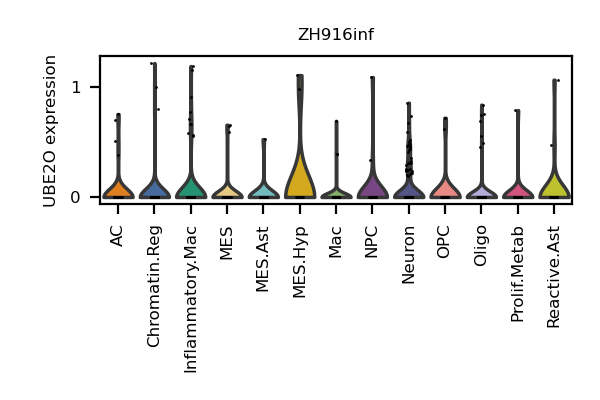 ZH916inf
UBE2O expression
1
0
AC
Chromatin.Reg
Inflammatory.Mac
MES
MES.Ast
MES.Hyp
Mac
NPC
Neuron
OPC
Oligo
Prolif.Metab
Reactive.Ast